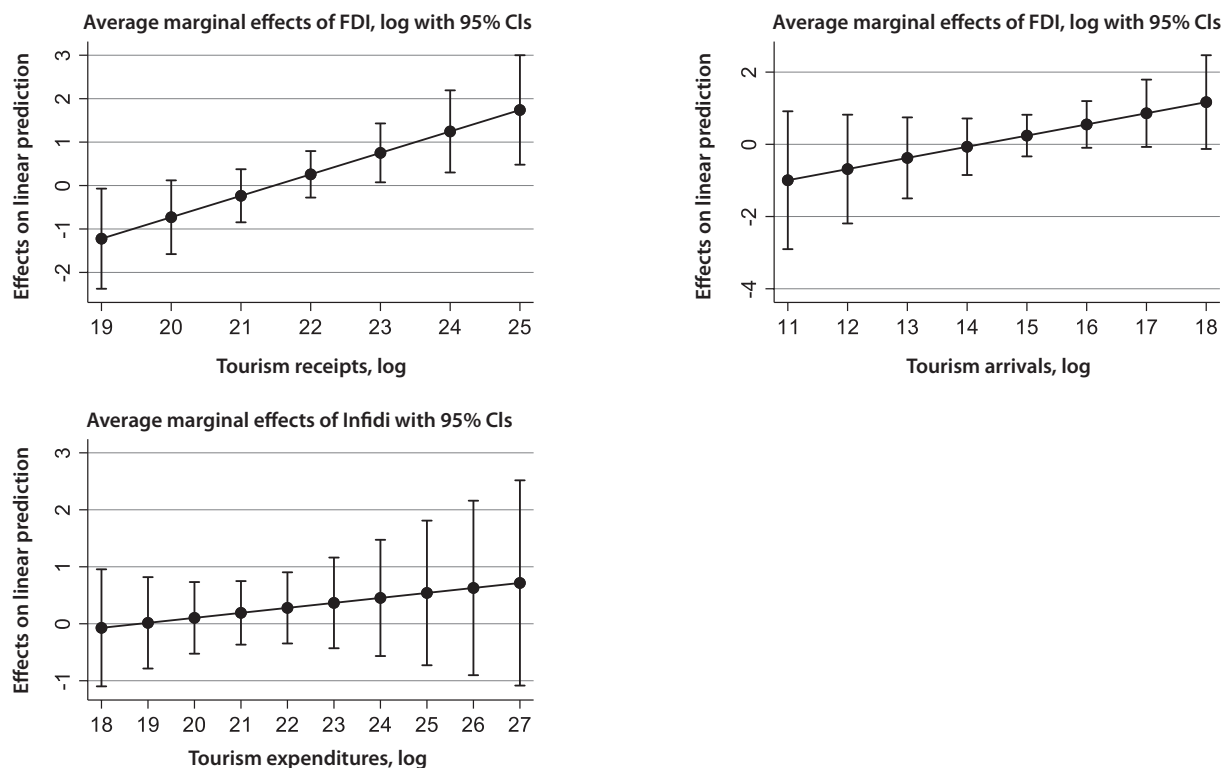 Average marginal effects of FDI, log with 95% CIs
Effects on linear prediction
3
2
1
0
-1
-2
19 20 21 22 23 24 25
Tourism receipts, log
Average marginal effects of FDI, log with 95% CIs
Effects on linear prediction
2
0
-2
-4
11 12 13 14 15 16 17 18
Tourism arrivals, log
Average marginal effects of Infidi with 95% CIs
Effects on linear prediction
3
2
1
0
-1
18 19 20 21 22 23 24 25 26 27
Tourism expenditures, log